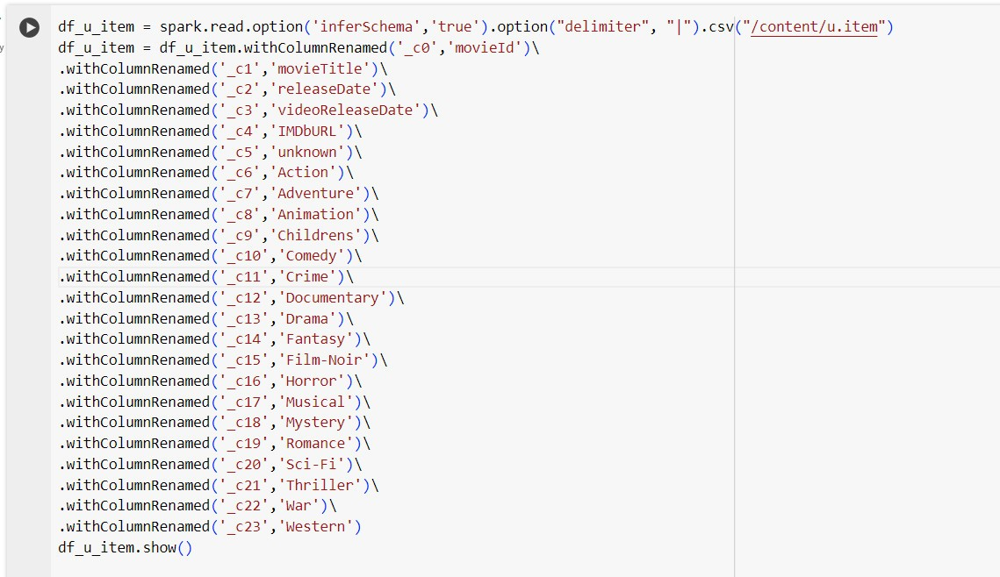 df_u_item = spark.read.option('inferSchema','true').option("delimiter", "|").csv("/content/u.item")
df_u_item = df_u_item.withColumnRenamed('_c0','movieId')\
.withColumnRenamed('_c1','movieTitle')\
.withColumnRenamed('_c2','releaseDate')\
.withColumnRenamed('_c3','videoReleaseDate')\
.withColumnRenamed('_c4','IMDbURL')\
.withColumnRenamed('_c5','unknown')\
.withColumnRenamed('_c6','Action')\
.withColumnRenamed('_c7','Adventure')\
.withColumnRenamed('_c8','Animation')\
.withColumnRenamed('_c9','Childrens')\
.withColumnRenamed('_c10','Comedy')\
.withColumnRenamed('_c11','Crime')\
.withColumnRenamed('_c12','Documentary')\
.withColumnRenamed('_c13','Drama')\
.withColumnRenamed('_c14','Fantasy')\
.withColumnRenamed('_c15','Film-Noir')\
.withColumnRenamed('_c16','Horror')\
.withColumnRenamed('_c17','Musical')\
.withColumnRenamed('_c18','Mystery')\
.withColumnRenamed('_c19','Romance')\
.withColumnRenamed('_c20','Sci-Fi')\
.withColumnRenamed('_c21','Thriller')\
.withColumnRenamed('_c22','War')\
.withColumnRenamed('_c23','Western')
df_u_item.show()